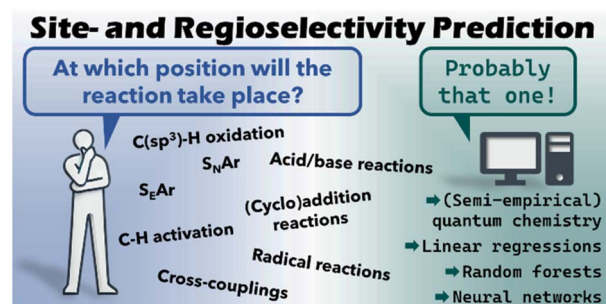 Site- and Regioselectivity Prediction
At which position will the
reaction take place?
Probably
that one!
C(sp³)-H oxidation
SₙAr
Acid/base reactions
SₑAr
(Cyclo)addition
reactions
C-H activation
Radical reactions
Cross-couplings
➡(Semi-empirical)
quantum chemistry
➡Linear regressions
➡Random forests
➡Neural networks